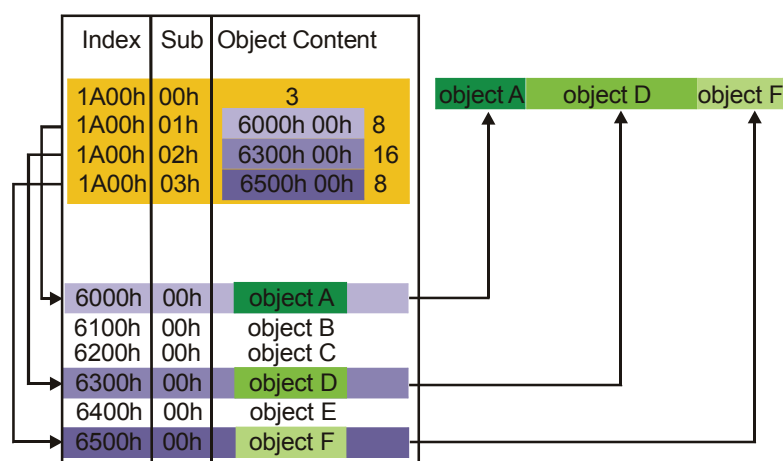 Index Sub Object Content
1A00h 00h 3
1A00h 01h 6000h 00h 8
1A00h 02h 6300h 00h 16
1A00h 03h 6500h 00h 8
6000h 00h object A
6100h 00h object B
6200h 00h object C
6300h 00h object D
6400h 00h object E
6500h 00h object F
object A object D object F